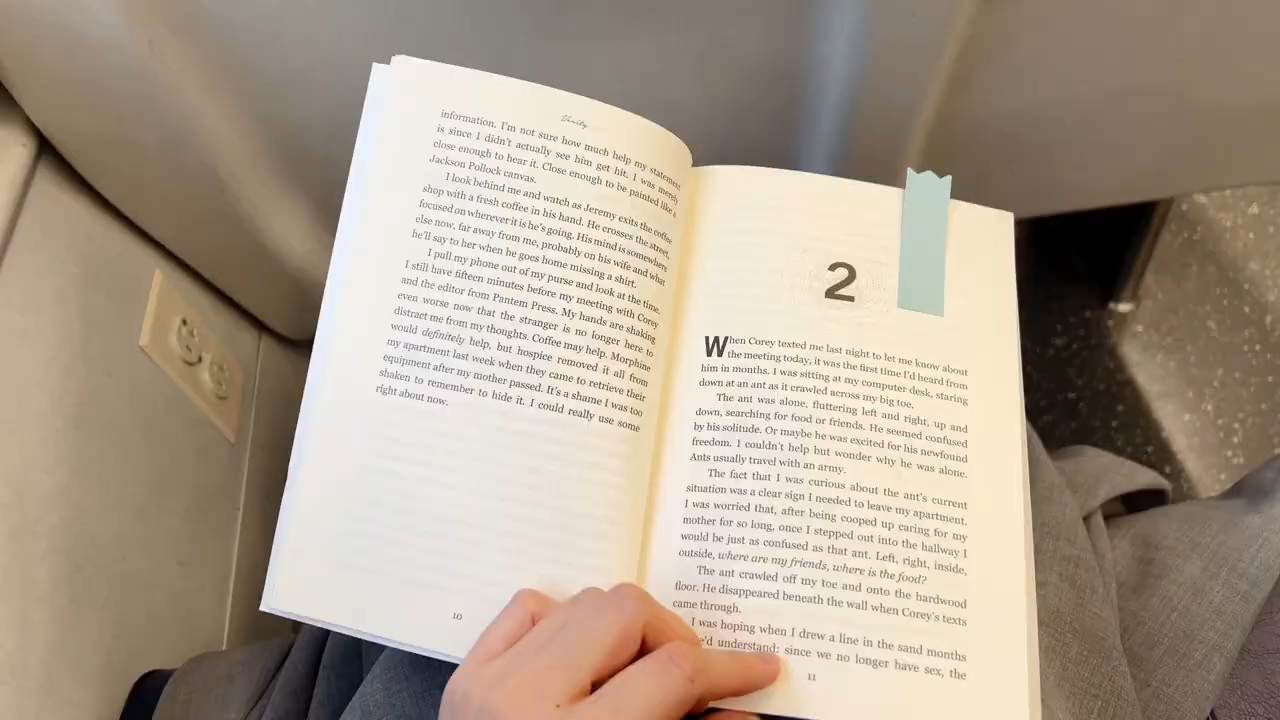 Verity
information. I'm not sure how much help my statement
is since I didn't actually see him get hit. I was merely
close enough to hear it. Close enough to be painted like a
Jackson Pollock canvas.
I look behind me and watch as Jeremy exits the coffee
shop with a fresh coffee in his hand. He crosses the street,
focused on wherever it is he's going. His mind is somewhere
else now, far away from me, probably on his wife and what
he'll say to her when he goes home missing a shirt.
I pull my phone out of my purse and look at the time.
I still have fifteen minutes before my meeting with Corey
and the editor from Pantem Press. My hands are shaking
even worse now that the stranger is no longer here to
distract me from my thoughts. Coffee may help. Morphine
would definitely help, but hospice removed it all from
my apartment last week when they came to retrieve their
equipment after my mother passed. It's a shame I was too
shaken to remember to hide it. I could really use some
right about now.
10
2
When Corey texted me last night to let me know about
the meeting today, it was the first time I'd heard from
him in months. I was sitting at my computer desk, staring
down at an ant as it crawled across my big toe.
The ant was alone, fluttering left and right, up and
down, searching for food or friends. He seemed confused
by his solitude. Or maybe he was excited for his newfound
freedom. I couldn't help but wonder why he was alone.
Ants usually travel with an army.
The fact that I was curious about the ant's current
situation was a clear sign I needed to leave my apartment.
I was worried that, after being cooped up caring for my
mother for so long, once I stepped out into the hallway I
would be just as confused as that ant. Left, right, inside,
outside, where are my friends, where is the food?
The ant crawled off my toe and onto the hardwood
floor. He disappeared beneath the wall when Corey's texts
came through.
I was hoping when I drew a line in the sand months
understand: since we no longer have sex, the
11